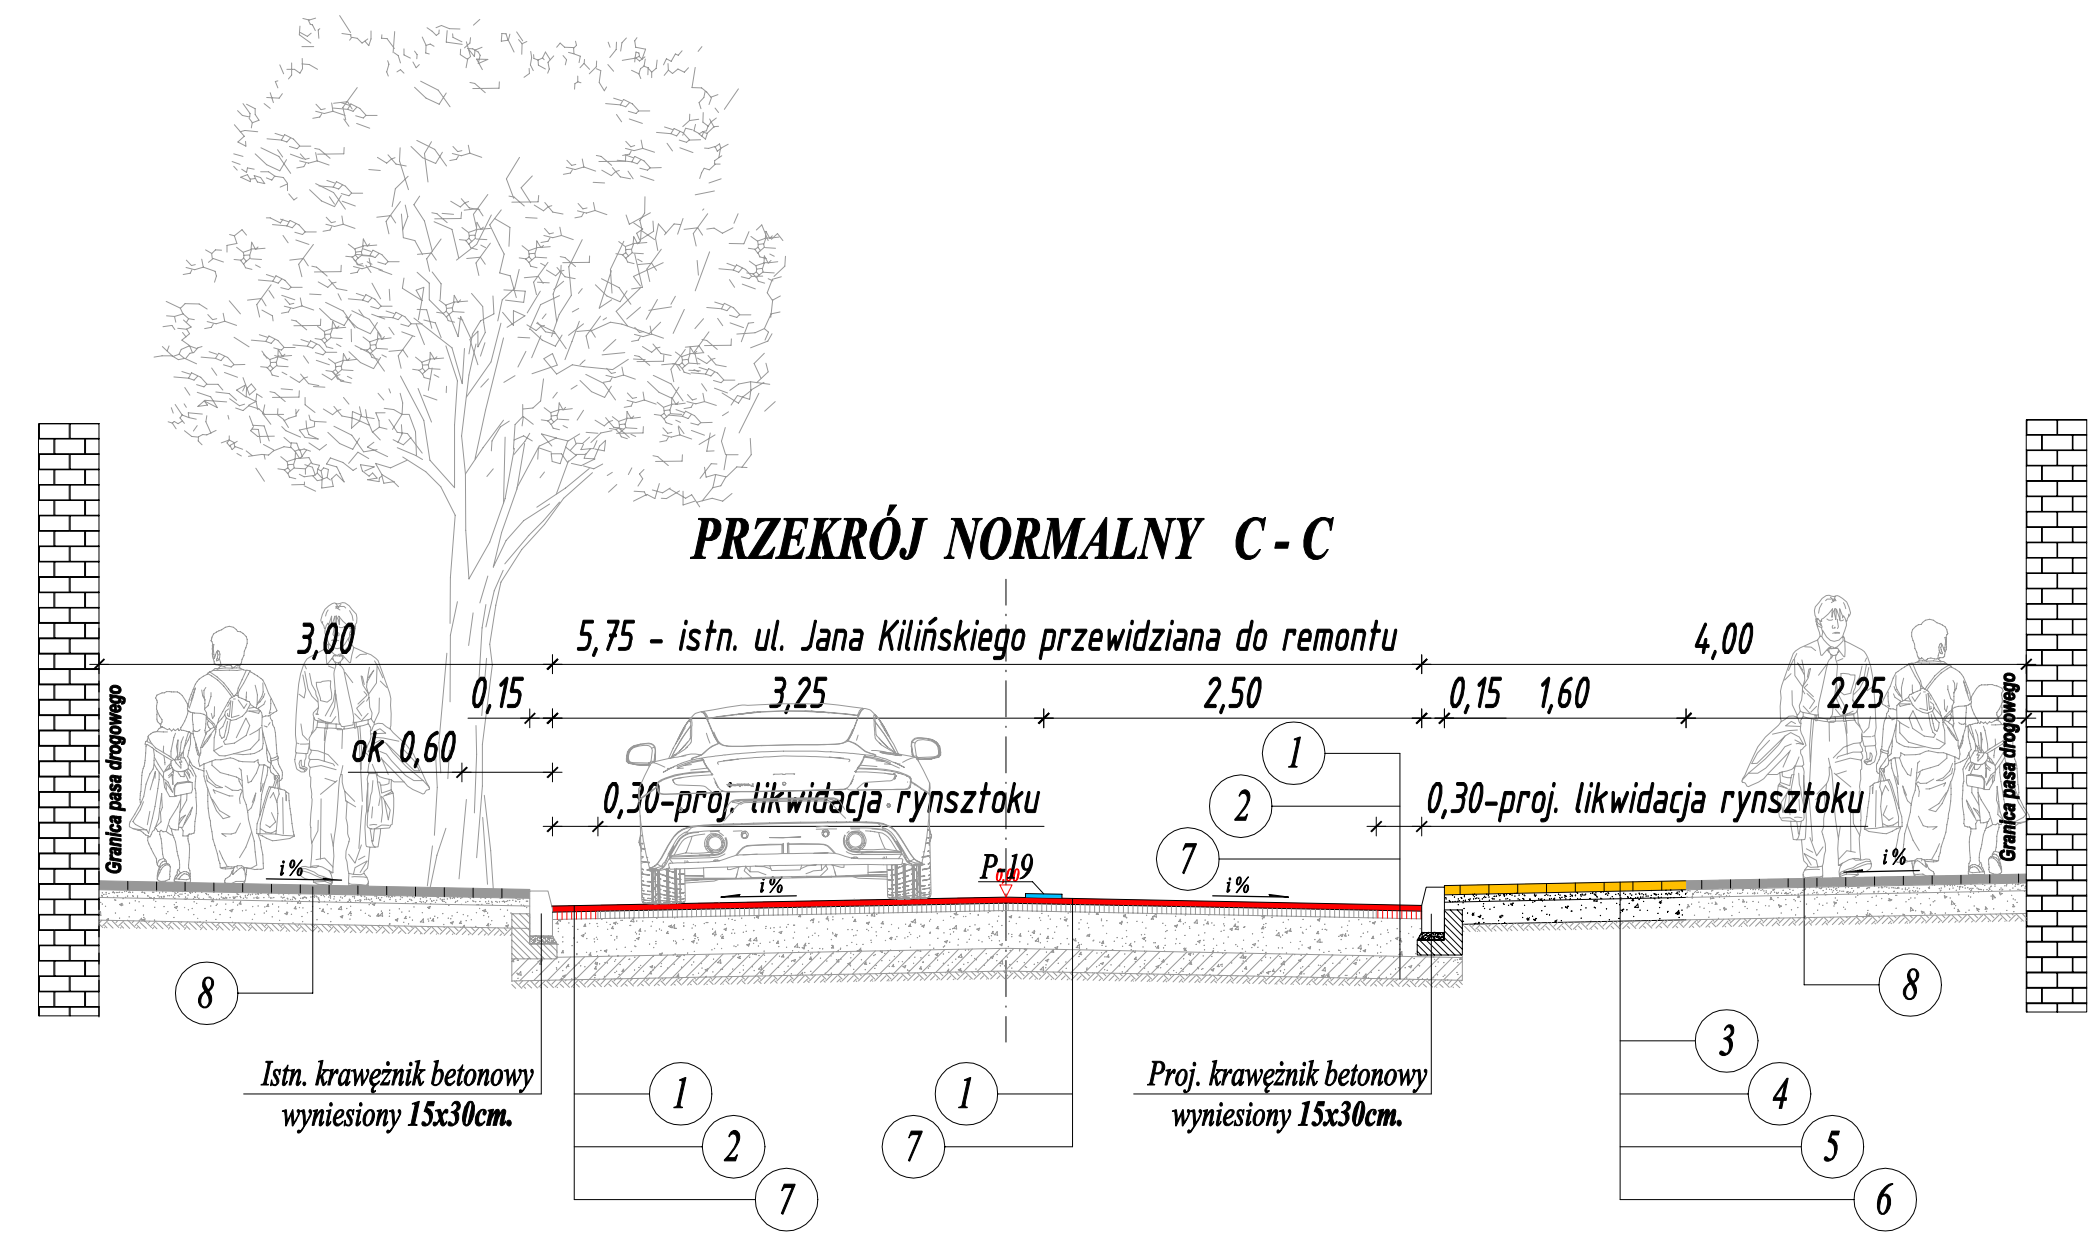 PRZEKRÓJ NORMALNY C - C
3,00
5,75 - istn. ul. Jana Kilińskiego przewidziana do remontu
4,00
0,15
3,25
2,50
0,15
1,60
2,25
ok 0,60
0,30-proj. likwidacja rynsztoku
0,30-proj. likwidacja rynsztoku
Granica pasa drogowego
Granica pasa drogowego
1
2
7
i%
i%
P-19
0,00
i%
i%
8
8
Istn. krawężnik betonowy
wyniesiony 15x30cm.
1
2
7
1
7
Proj. krawężnik betonowy
wyniesiony 15x30cm.
3
4
5
6